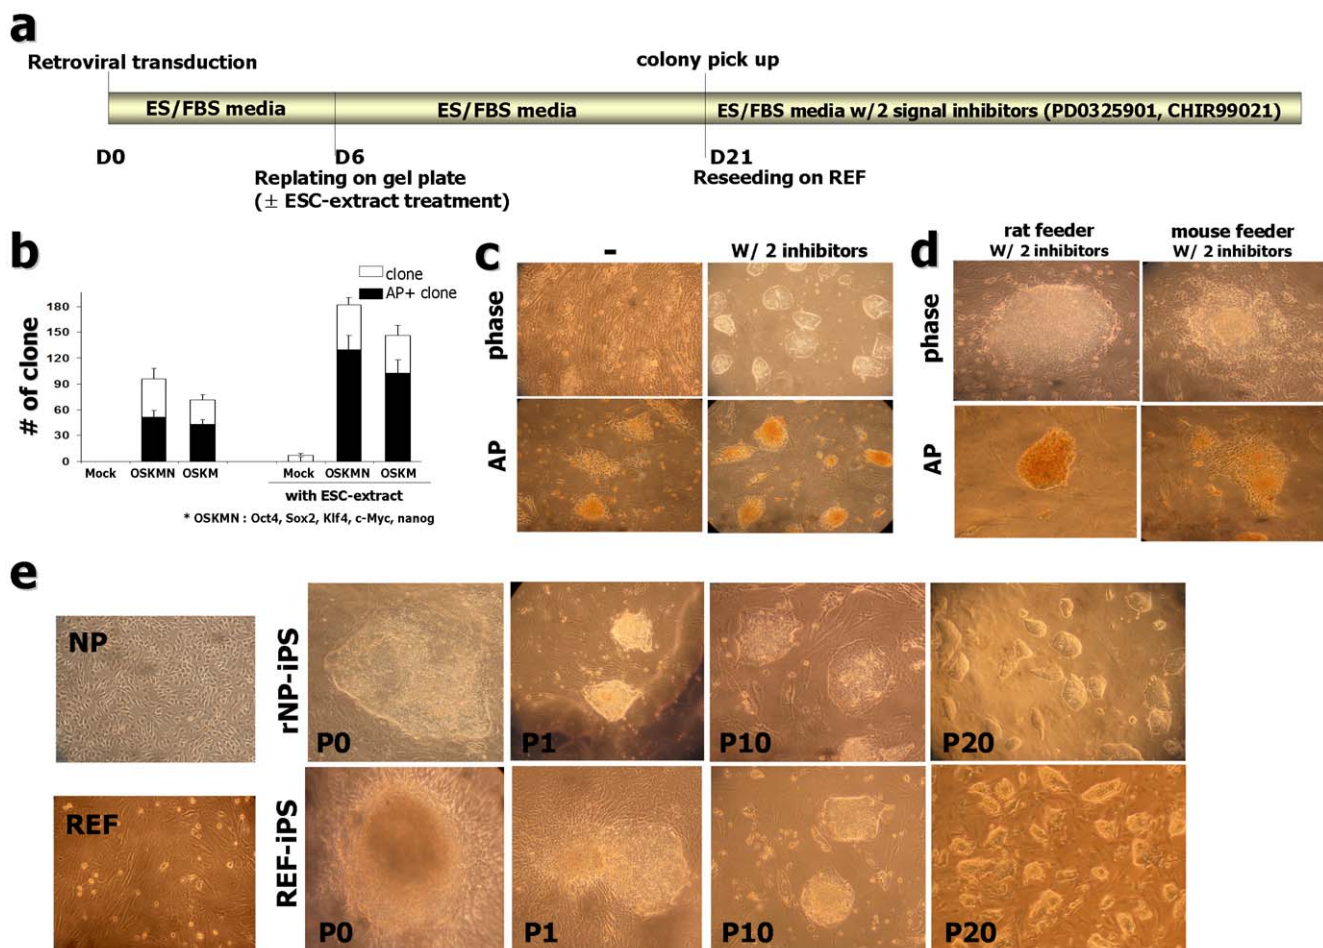 a
Retroviral transduction
colony pick up
ES/FBS media
ES/FBS media
ES/FBS media w/2 signal inhibitors (PD0325901, CHIR99021)
D0
D6
D21
Replating on gel plate
(± ESC-extract treatment)
Reseeding on REF
b
clone
AP+ clone
# of clone
180
150
120
90
60
30
0
Mock
OSKMN
OSKM
Mock
OSKMN
OSKM
with ESC-extract
* OSKMN : Oct4, Sox2, Klf4, c-Myc, nanog
c
-
W/ 2 inhibitors
phase
AP
d
rat feeder
W/ 2 inhibitors
mouse feeder
W/ 2 inhibitors
phase
AP
e
NP
rNP-iPS
P0
P1
P10
P20
REF
REF-iPS
P0
P1
P10
P20